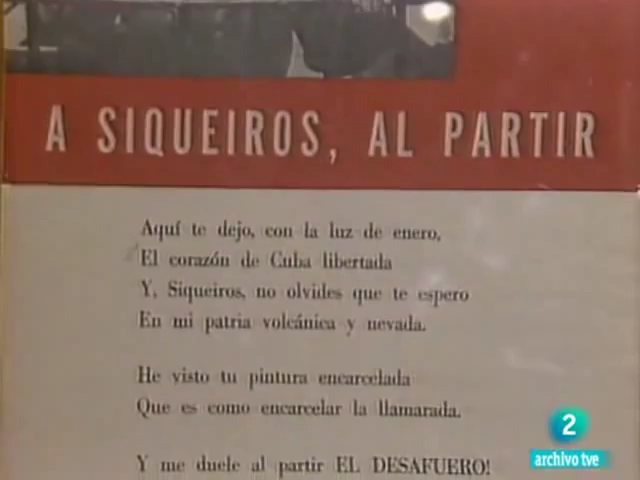 A SIQUEIROS, AL PARTIR
Aquí te dejo, con la luz de enero,
El corazón de Cuba libertada
Y, Siqueiros, no olvides que te espero
En mi patria volcánica y nevada.
He visto tu pintura encarcelada
Que es como encarcelar la llamarada.
Y me duele al partir EL DESAFUERO!
2
archivo tve